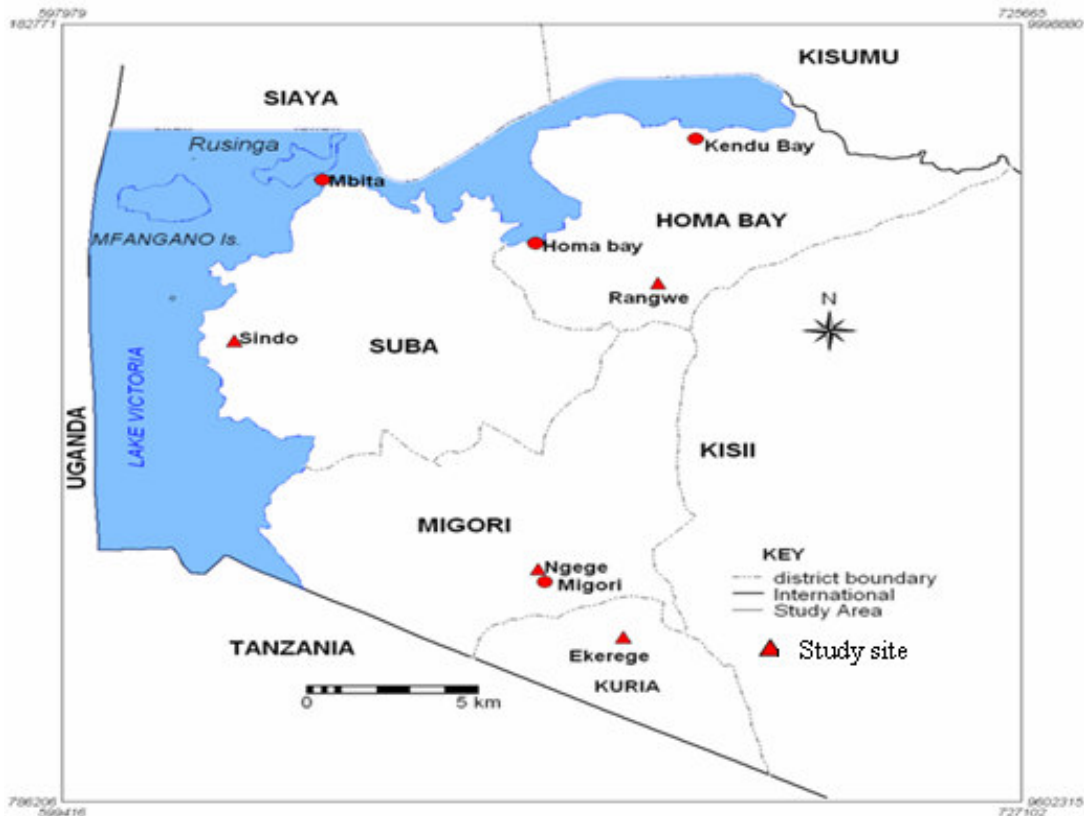 597979
725665
182771
9998880
KISUMU
SIAYA
Rusinga
Kendu Bay
Mbita
HOMA BAY
MFANGANO Is.
Homa bay
Rangwe
N
Sindo
SUBA
LAKE VICTORIA
UGANDA
KISII
MIGORI
KEY
Ngege
district boundary
Migori
International
Study Area
TANZANIA
Ekerege
Study site
KURIA
0 5 km
786206
9602315
599416
727102